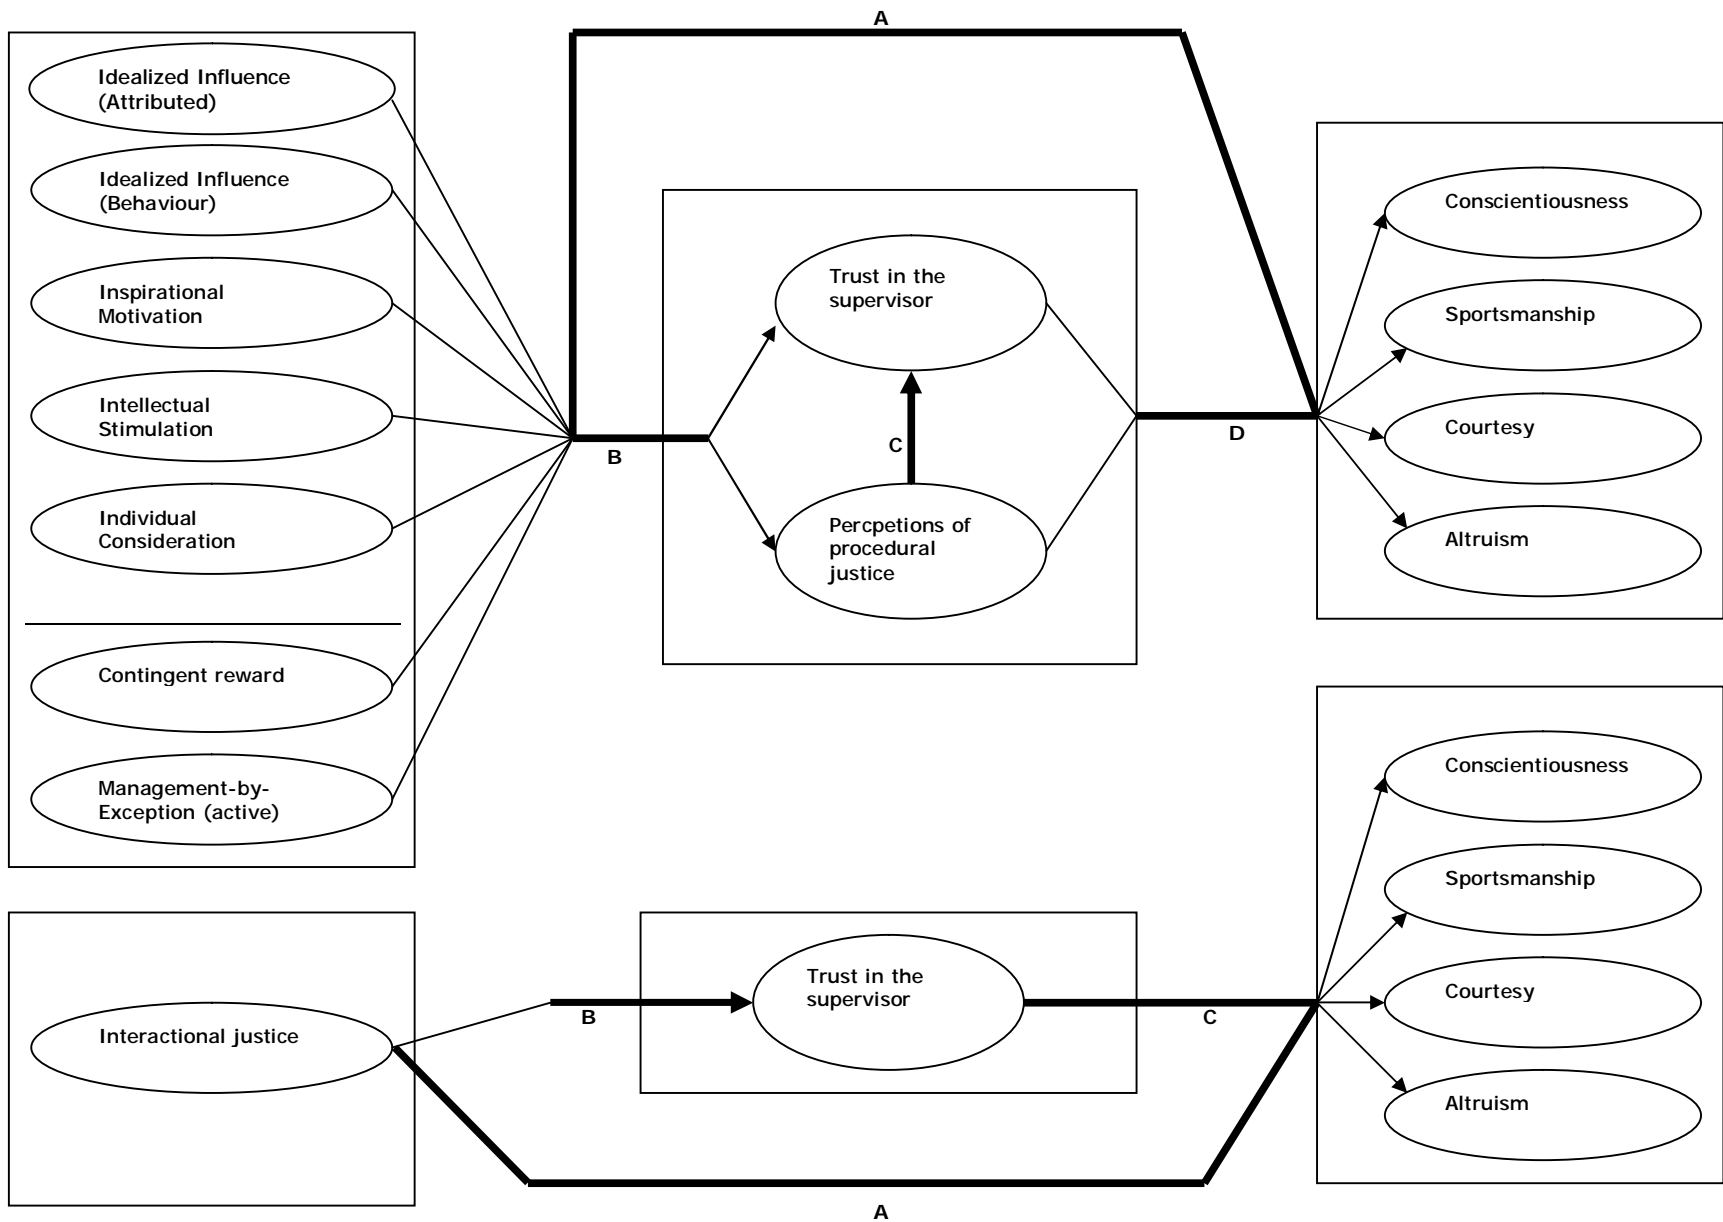 A
Idealized Influence
(Attributed)
Idealized Influence
(Behaviour)
Inspirational
Motivation
Intellectual
Stimulation
Individual
Consideration
Contingent reward
Management-by-
Exception (active)
B
Trust in the
supervisor
C
Percpetions of
procedural
justice
D
Conscientiousness
Sportsmanship
Courtesy
Altruism
Interactional justice
B
Trust in the
supervisor
C
Conscientiousness
Sportsmanship
Courtesy
Altruism
A